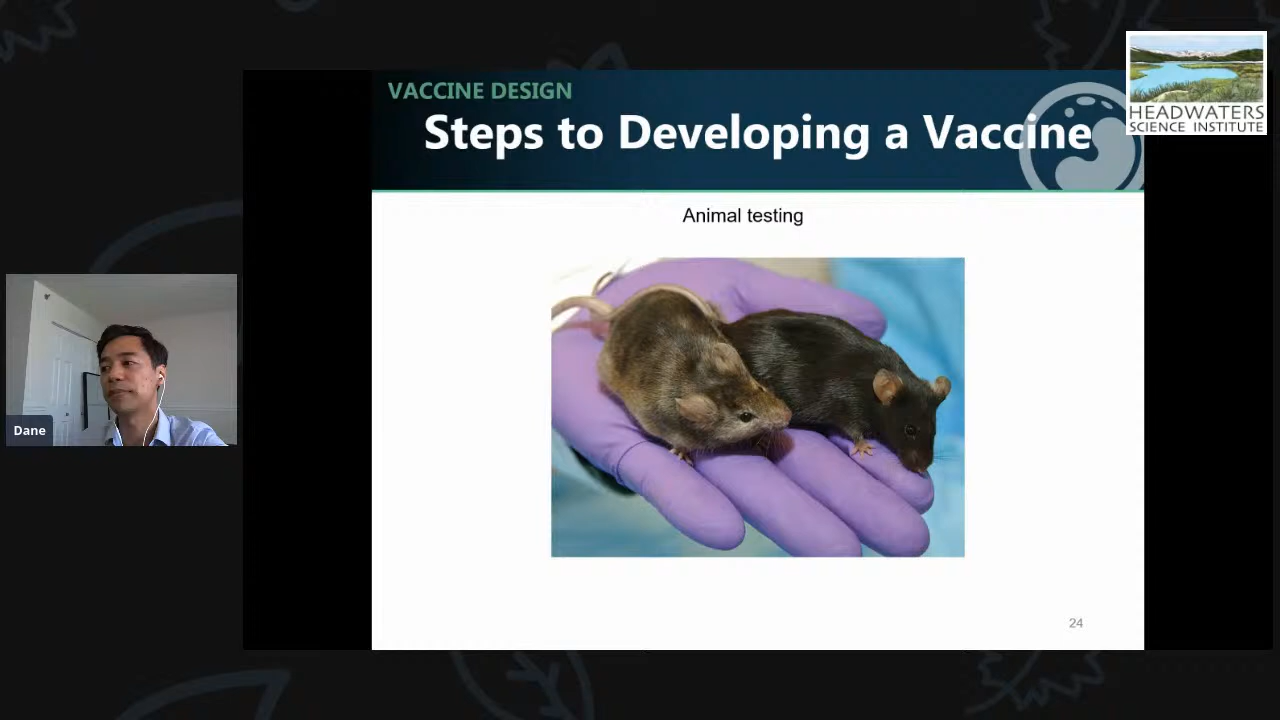 VACCINE DESIGN
Steps to Developing a Vaccine
HEADWATERS
SCIENCE INSTITUTE
Animal testing
Dane
24